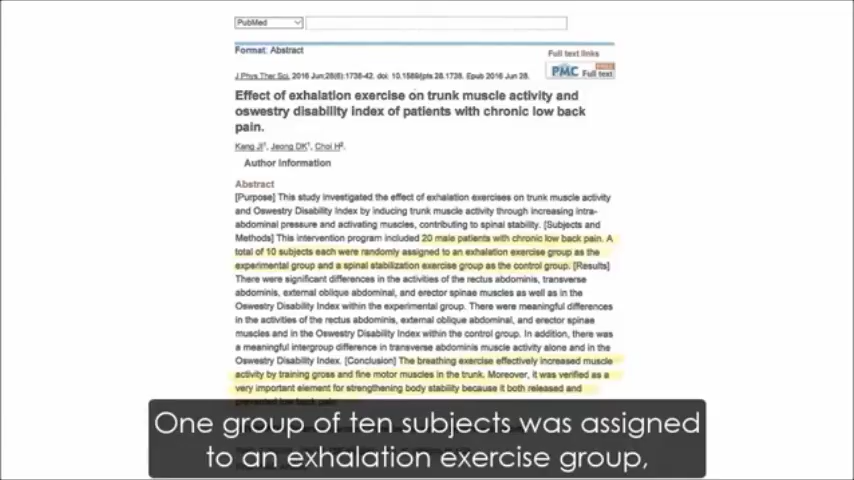 PubMed
Format: Abstract
Full text links
J Phys Ther Sci. 2016 Jun;28(6):1738-42. doi: 10.1589/jpts.28.1738. Epub 2016 Jun 28.
PMC Full text
Effect of exhalation exercise on trunk muscle activity and
oswestry disability index of patients with chronic low back
pain.
Kang JI1, Jeong DK1, Choi H2.
Author information
Abstract
[Purpose] This study investigated the effect of exhalation exercises on trunk muscle activity
and Oswestry Disability Index by inducing trunk muscle activity through increasing intra-
abdominal pressure and activating muscles, contributing to spinal stability. [Subjects and
Methods] This intervention program included 20 male patients with chronic low back pain. A
total of 10 subjects each were randomly assigned to an exhalation exercise group as the
experimental group and a spinal stabilization exercise group as the control group. [Results]
There were significant differences in the activities of the rectus abdominis, transverse
abdominis, external oblique abdominal, and erector spinae muscles as well as in the
Oswestry Disability Index within the experimental group. There were meaningful differences
in the activities of the rectus abdominis, external oblique abdominal, and erector spinae
muscles and in the Oswestry Disability Index within the control group. In addition, there was
a meaningful intergroup difference in transverse abdominis muscle activity alone and in the
Oswestry Disability Index. [Conclusion] The breathing exercise effectively increased muscle
activity by training gross and fine motor muscles in the trunk. Moreover, it was verified as a
very important element for strengthening body stability because it both released and
prevented low back pain.
One group of ten subjects was assigned
to an exhalation exercise group,